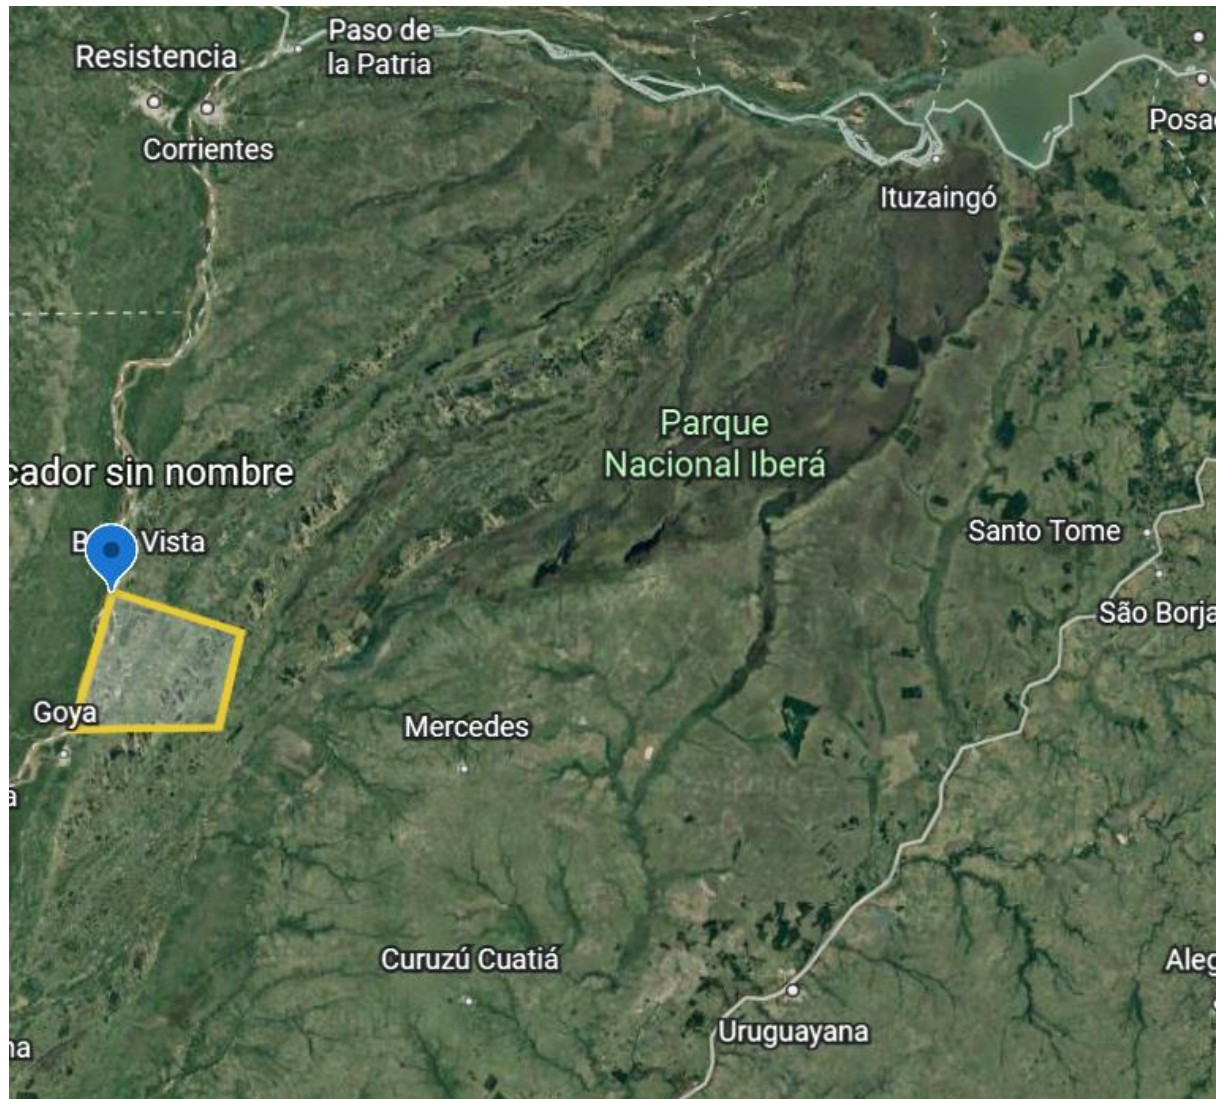 Paso de
la Patria
Resistencia
Corrientes
Posa
Ituzaingó
Parque
Nacional Iberá
cador sin nombre
B Vista
Santo Tome
São Borja
Goya
Mercedes
a
Curuzú Cuatiá
Aleg
Uruguayana
na